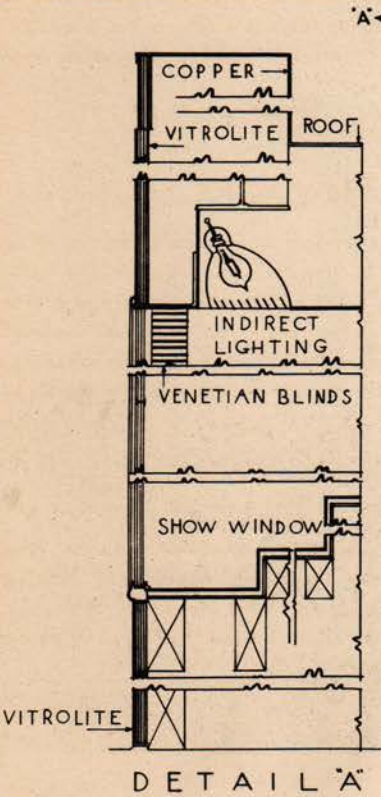 "A"
COPPER
VITROLITE
ROOF
INDIRECT
LIGHTING
VENETIAN BLINDS
SHOW WINDOW
VITROLITE
DETAIL "A"